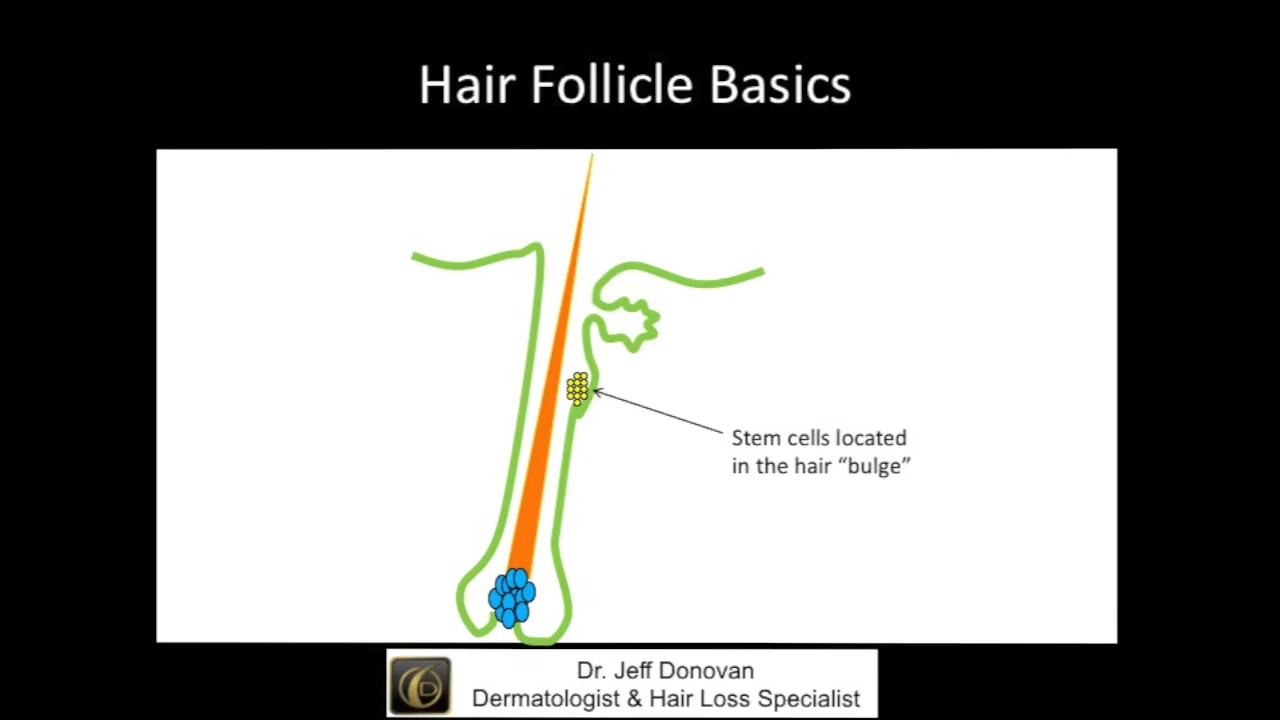 Hair Follicle Basics
Stem cells located
in the hair “bulge”
D
Dr. Jeff Donovan
Dermatologist & Hair Loss Specialist